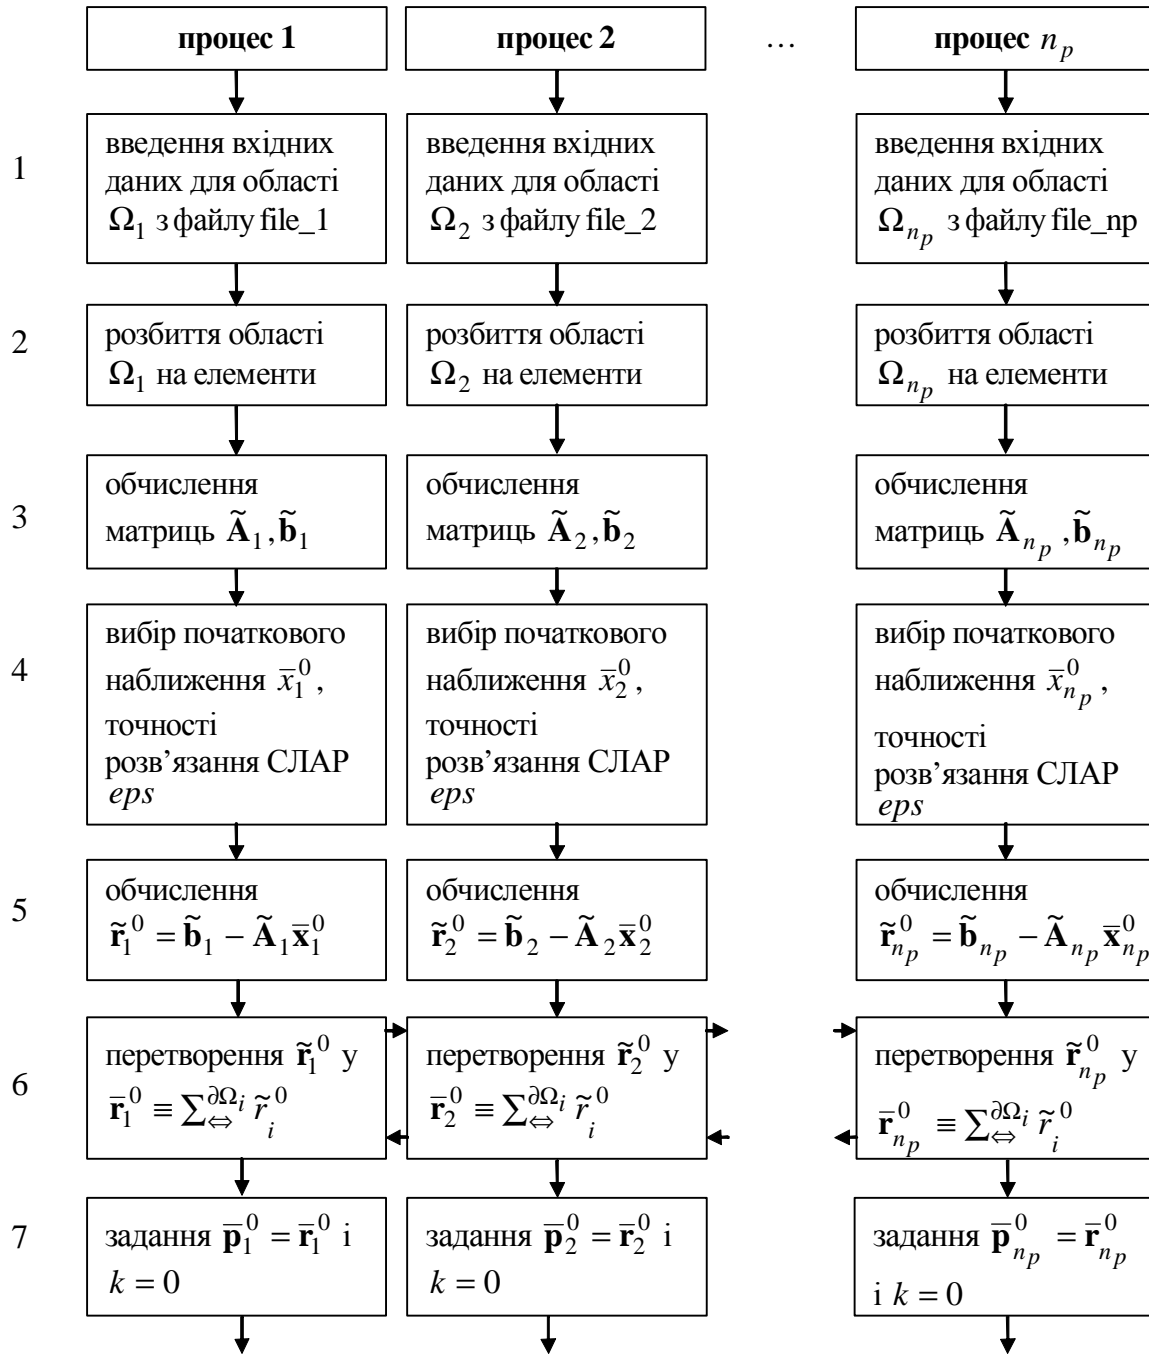 процес 1 процес 2 … процес n_p
1
введення вхідних
даних для області
Ω_1 з файлу file_1
введення вхідних
даних для області
Ω_2 з файлу file_2
введення вхідних
даних для області
Ω_{n_p} з файлу file_np
2
розбиття області
Ω_1 на елементи
розбиття області
Ω_2 на елементи
розбиття області
Ω_{n_p} на елементи
3
обчислення
матриць Ã_1, b̃_1
обчислення
матриць Ã_2, b̃_2
обчислення
матриць Ã_{n_p}, b̃_{n_p}
4
вибір початкового
наближення x̄_1^0,
точності
розв’язання СЛАР
eps
вибір початкового
наближення x̄_2^0,
точності
розв’язання СЛАР
eps
вибір початкового
наближення x̄_{n_p}^0,
точності
розв’язання СЛАР
eps
5
обчислення
r̃_1^0 = b̃_1 − Ã_1 x̄_1^0
обчислення
r̃_2^0 = b̃_2 − Ã_2 x̄_2^0
обчислення
r̃_{n_p}^0 = b̃_{n_p} − Ã_{n_p} x̄_{n_p}^0
6
перетворення r̃_1^0 у
r̄_1^0 ≡ ∑_⇔^{∂Ω_i} r̃_i^0
перетворення r̃_2^0 у
r̄_2^0 ≡ ∑_⇔^{∂Ω_i} r̃_i^0
перетворення r̃_{n_p}^0 у
r̄_{n_p}^0 ≡ ∑_⇔^{∂Ω_i} r̃_i^0
7
задання p̄_1^0 = r̄_1^0 і
k = 0
задання p̄_2^0 = r̄_2^0 і
k = 0
задання p̄_{n_p}^0 = r̄_{n_p}^0
і k = 0